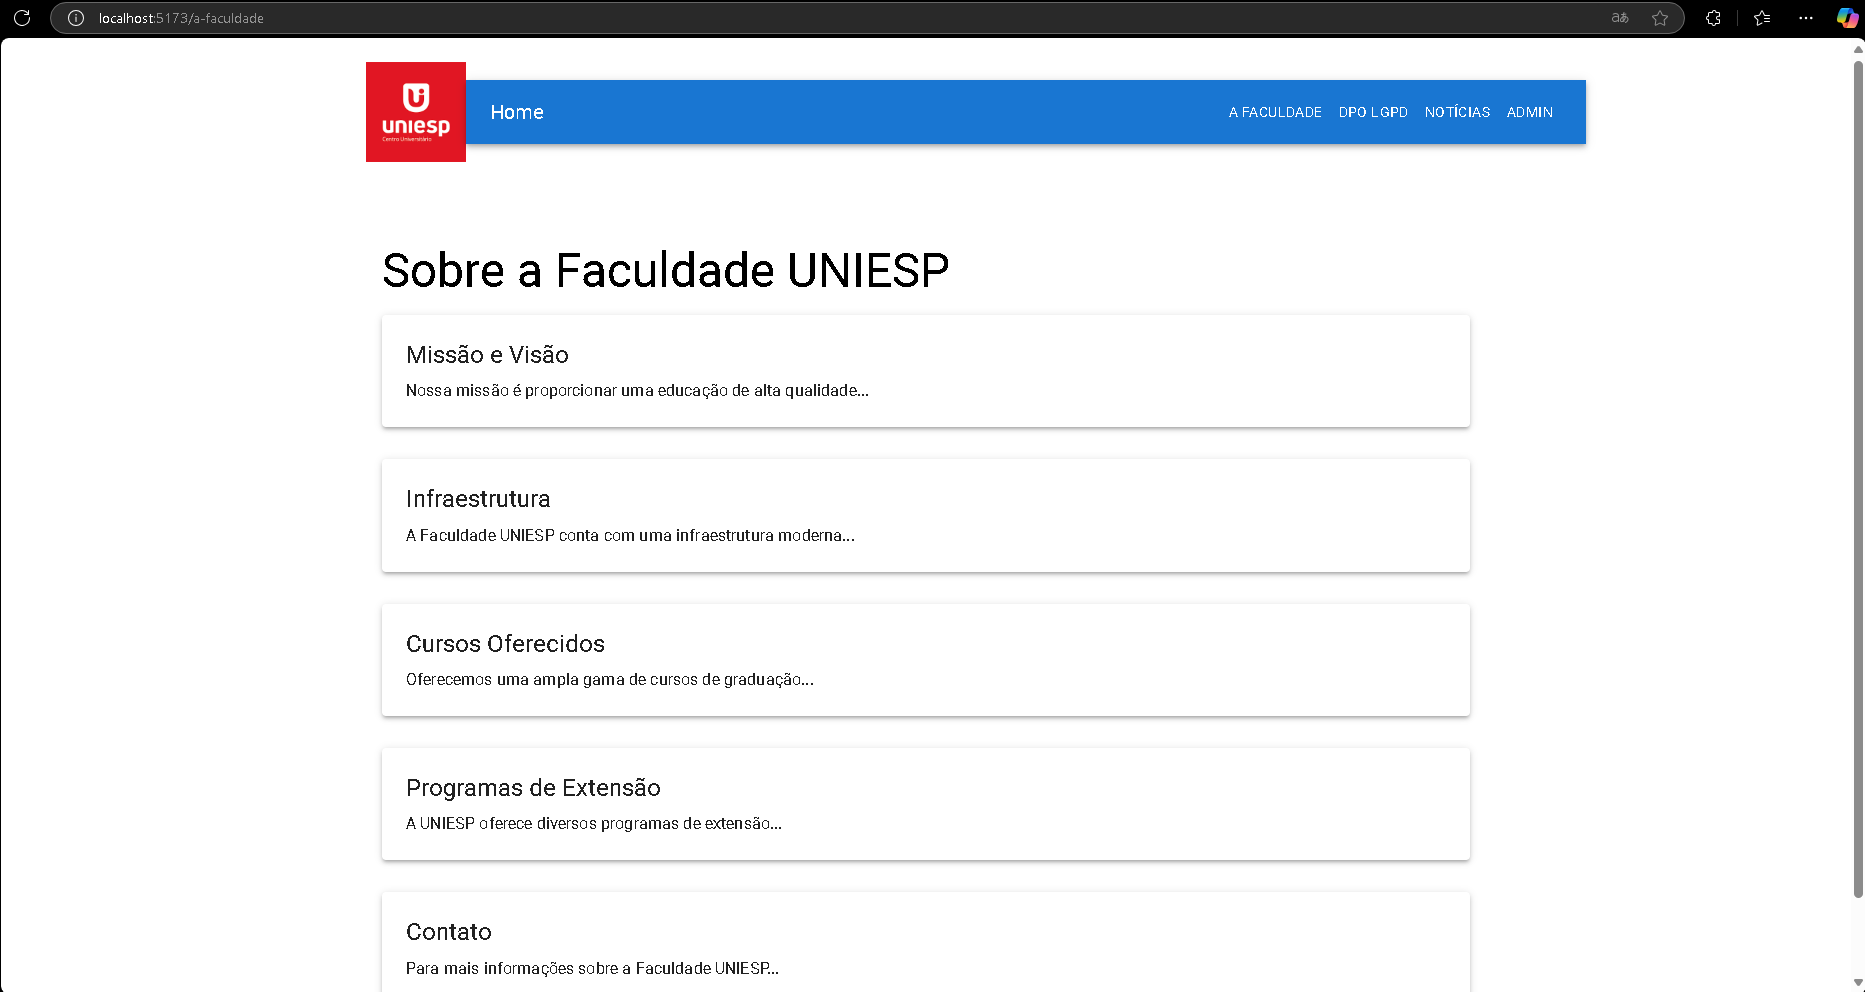 localhost:5173/a-faculdade
uniesp
Centro Universitário
Home
A FACULDADE DPO LGPD NOTÍCIAS ADMIN
Sobre a Faculdade UNIESP
Missão e Visão
Nossa missão é proporcionar uma educação de alta qualidade...
Infraestrutura
A Faculdade UNIESP conta com uma infraestrutura moderna...
Cursos Oferecidos
Oferecemos uma ampla gama de cursos de graduação...
Programas de Extensão
A UNIESP oferece diversos programas de extensão...
Contato
Para mais informações sobre a Faculdade UNIESP...